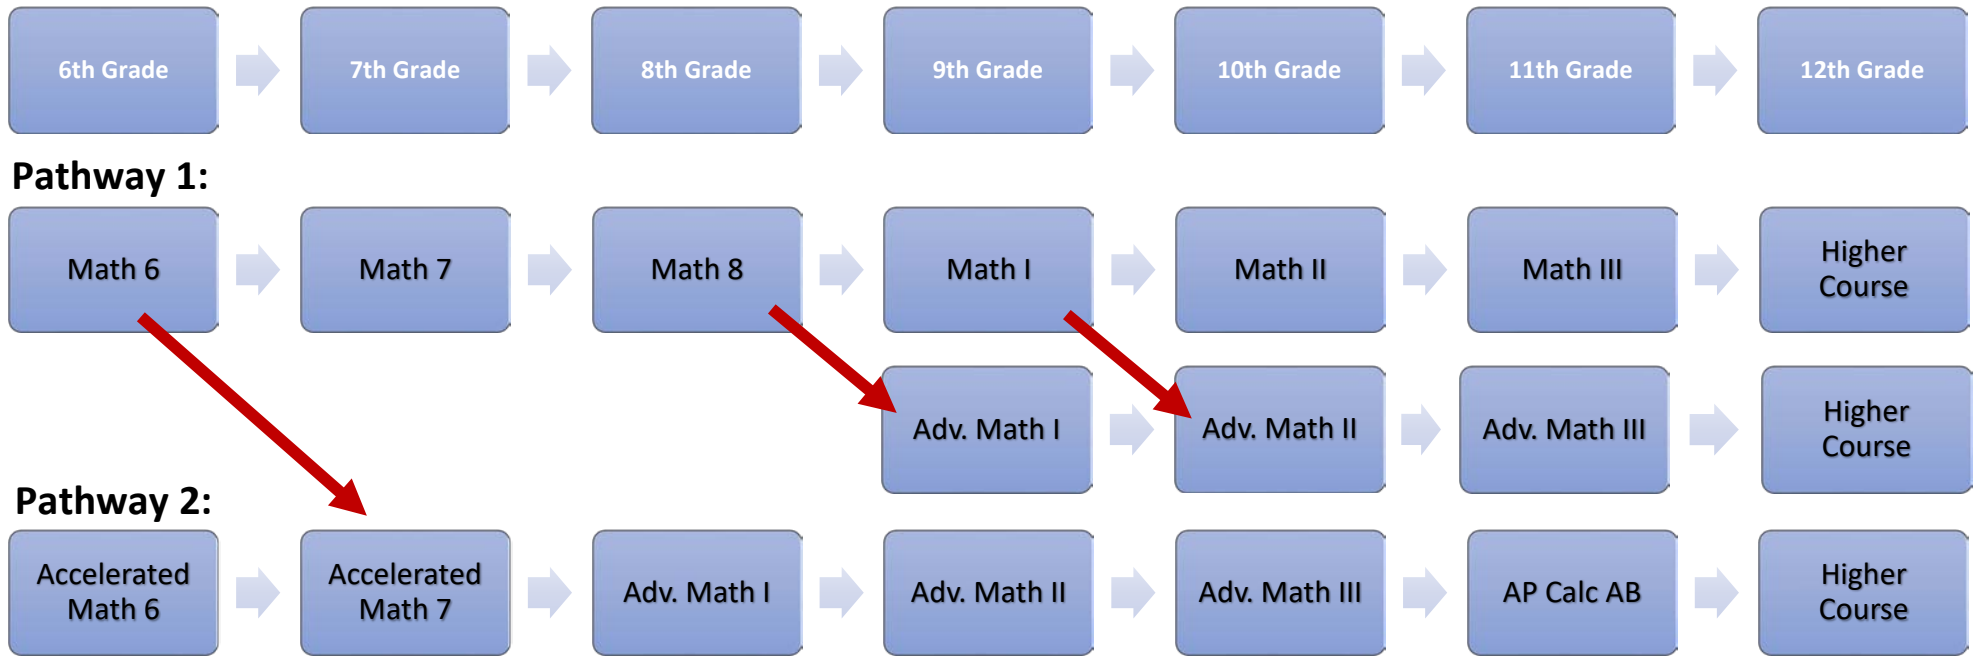 6th Grade
7th Grade
8th Grade
9th Grade
10th Grade
11th Grade
12th Grade
Pathway 1:
Math 6
Math 7
Math 8
Math I
Math II
Math III
Higher
Course
Adv. Math I
Adv. Math II
Adv. Math III
Higher
Course
Pathway 2:
Accelerated
Math 6
Accelerated
Math 7
Adv. Math I
Adv. Math II
Adv. Math III
AP Calc AB
Higher
Course